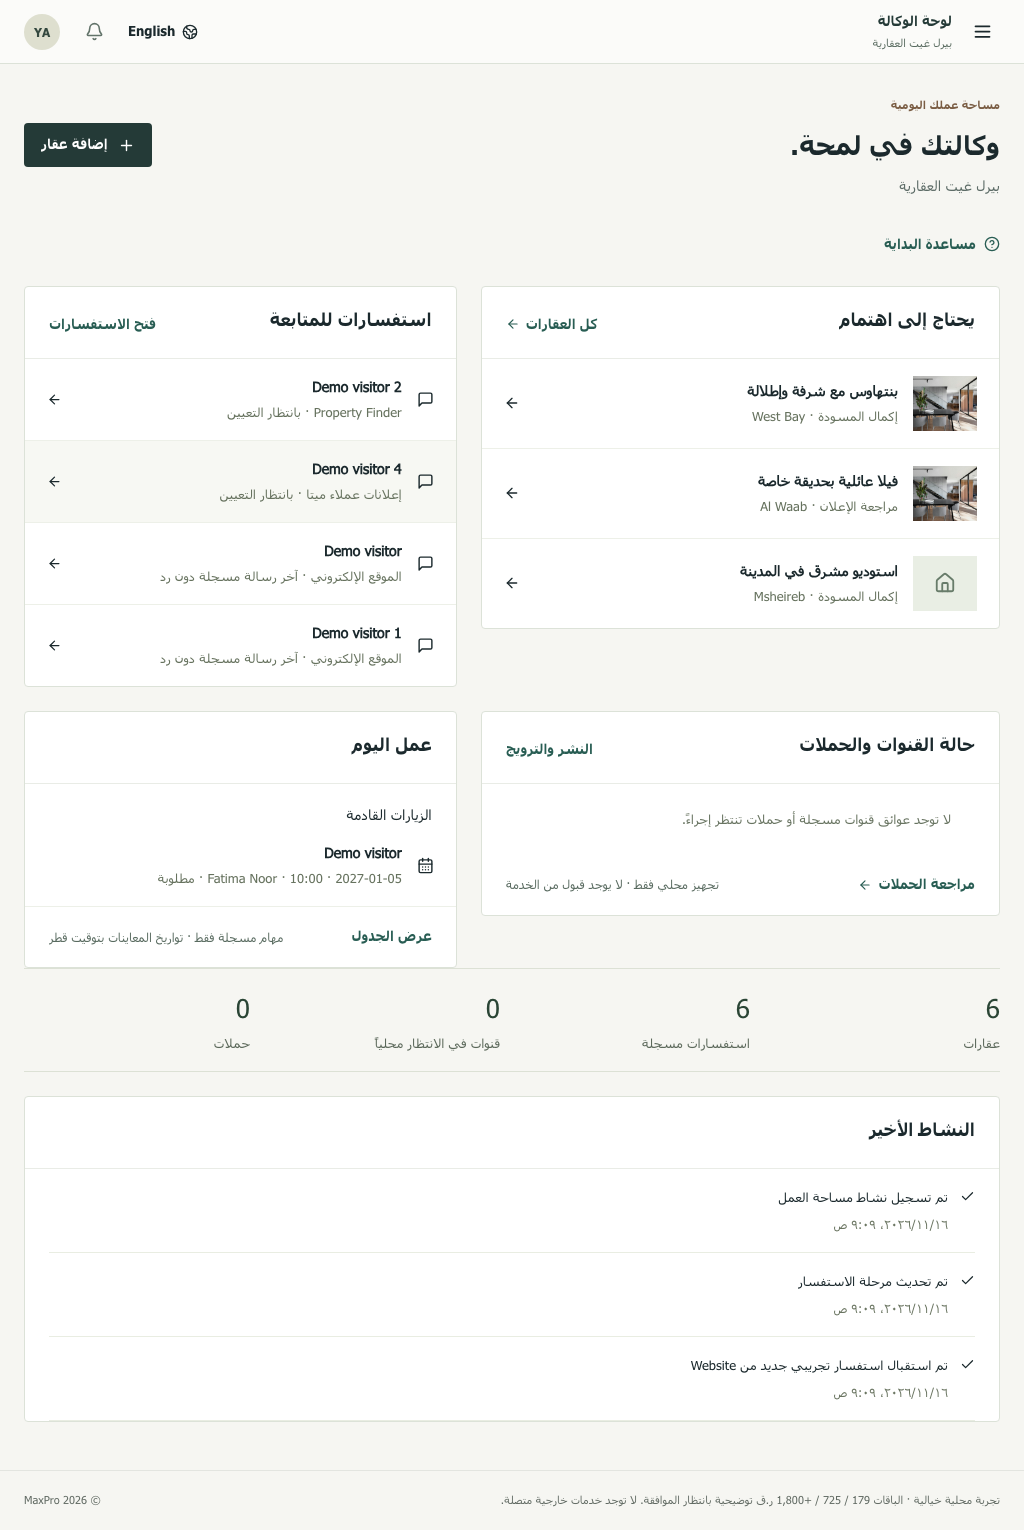 لوحة الوكالة
بيرل غيت العقارية
English
YA
مساحة عملك اليومية
وكالتك في لمحة.
بيرل غيت العقارية
إضافة عقار
مساعدة البداية
يحتاج إلى اهتمام
كل العقارات
بنتهاوس مع شرفة وإطلالة
إكمال المسودة · West Bay
فيلا عائلية بحديقة خاصة
مراجعة الإعلان · Al Waab
استوديو مشرق في المدينة
إكمال المسودة · Msheireb
استفسارات للمتابعة
فتح الاستفسارات
Demo visitor 2
Property Finder · بانتظار التعيين
Demo visitor 4
إعلانات عملاء ميتا · بانتظار التعيين
Demo visitor
الموقع الإلكتروني · آخر رسالة مسجلة دون رد
Demo visitor 1
الموقع الإلكتروني · آخر رسالة مسجلة دون رد
حالة القنوات والحملات
النشر والترويج
لا توجد عوائق قنوات مسجلة أو حملات تنتظر إجراءً.
مراجعة الحملات
تجهيز محلي فقط · لا يوجد قبول من الخدمة
عمل اليوم
الزيارات القادمة
Demo visitor
2027-01-05 · 10:00 · Fatima Noor · مطلوبة
عرض الجدول
مهام مسجلة فقط · تواريخ المعاينات بتوقيت قطر
6
عقارات
6
استفسارات مسجلة
0
قنوات في الانتظار محلياً
0
حملات
النشاط الأخير
تم تسجيل نشاط مساحة العمل
١٦‏/١١‏/٢٠٢٦، ٩:٠٩ ص
تم تحديث مرحلة الاستفسار
١٦‏/١١‏/٢٠٢٦، ٩:٠٩ ص
تم استقبال استفسار تجريبي جديد من Website
١٦‏/١١‏/٢٠٢٦، ٩:٠٩ ص
تجربة محلية خيالية · الباقات 179 / 725 / +1,800 ر.ق توضيحية بانتظار الموافقة. لا توجد خدمات خارجية متصلة.
© 2026 MaxPro